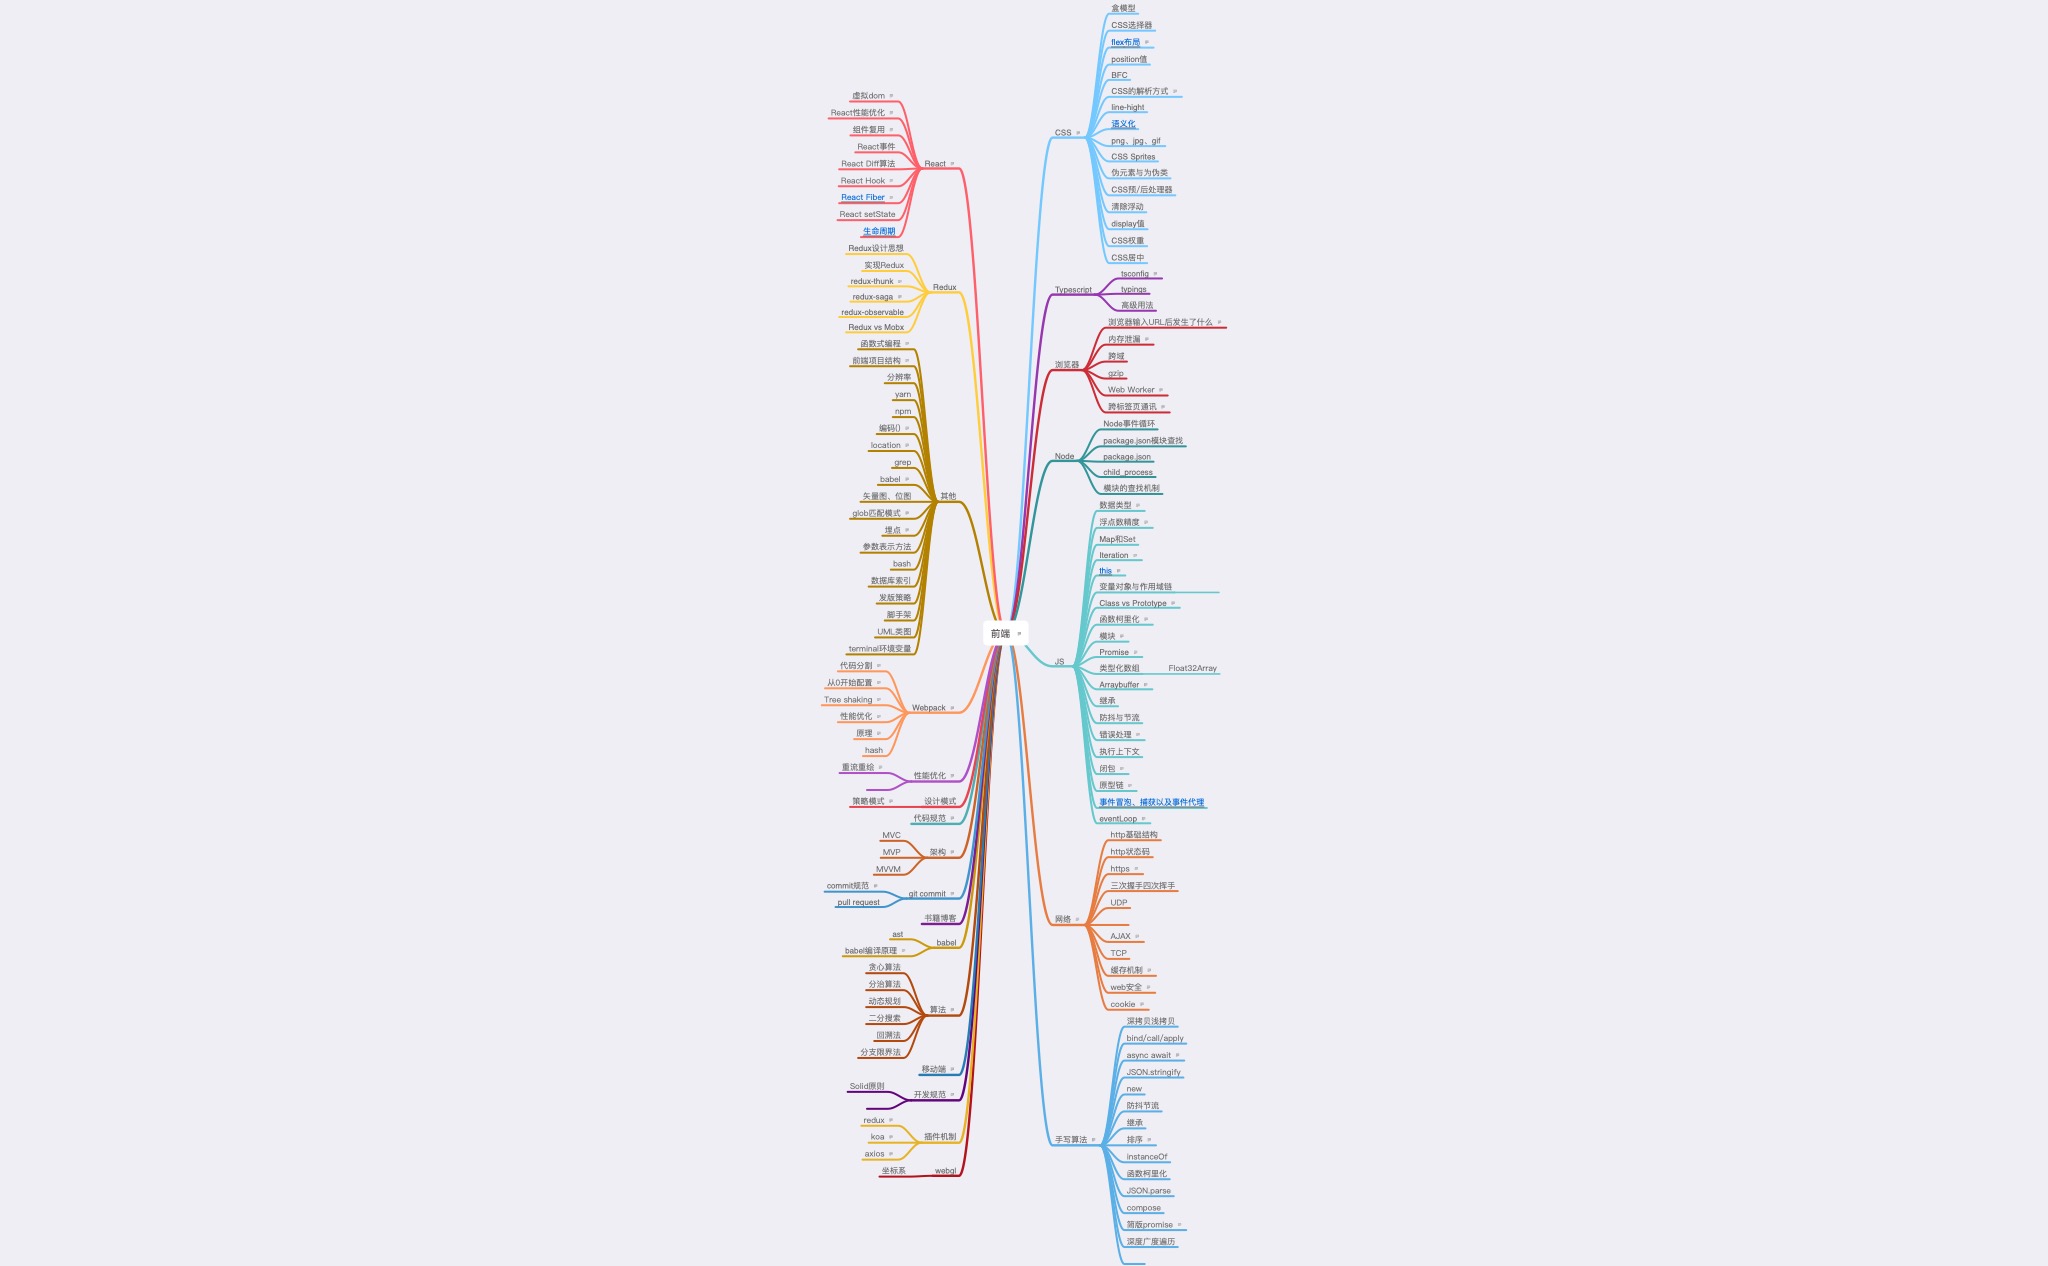 前端
React
虚拟dom
React性能优化
组件复用
React事件
React Diff算法
React Hook
React Fiber
React setState
生命周期
Redux
Redux设计思想
实现Redux
redux-thunk
redux-saga
redux-observable
Redux vs Mobx
其他
函数式编程
前端项目结构
分辨率
yarn
npm
编码()
location
grep
babel
矢量图、位图
glob匹配模式
埋点
参数表示方法
bash
数据库索引
发版策略
脚手架
UML类图
terminal环境变量
Webpack
代码分割
从0开始配置
Tree shaking
性能优化
原理
hash
性能优化
重流重绘
设计模式
策略模式
代码规范
架构
MVC
MVP
MVVM
git commit
commit规范
pull request
书籍博客
babel
ast
babel编译原理
算法
贪心算法
分治算法
动态规划
二分搜索
回溯法
分支限界法
移动端
开发规范
Solid原则
插件机制
redux
koa
axios
webgl
坐标系
CSS
盒模型
CSS选择器
flex布局
position值
BFC
CSS的解析方式
line-hight
语义化
png、jpg、gif
CSS Sprites
伪元素与为伪类
CSS预/后处理器
清除浮动
display值
CSS权重
CSS居中
Typescript
tsconfig
typings
高级用法
浏览器
浏览器输入URL后发生了什么
内存泄漏
跨域
gzip
Web Worker
跨标签页通讯
Node
Node事件循环
package.json模块查找
package.json
child_process
模块的查找机制
JS
数据类型
浮点数精度
Map和Set
Iteration
this
变量对象与作用域链
Class vs Prototype
函数柯里化
模块
Promise
类型化数组
Float32Array
Arraybuffer
继承
防抖与节流
错误处理
执行上下文
闭包
原型链
事件冒泡、捕获以及事件代理
eventLoop
网络
http基础结构
http状态码
https
三次握手四次挥手
UDP
AJAX
TCP
缓存机制
web安全
cookie
手写算法
深拷贝浅拷贝
bind/call/apply
async await
JSON.stringify
new
防抖节流
继承
排序
instanceOf
函数柯里化
JSON.parse
compose
简版promise
深度广度遍历